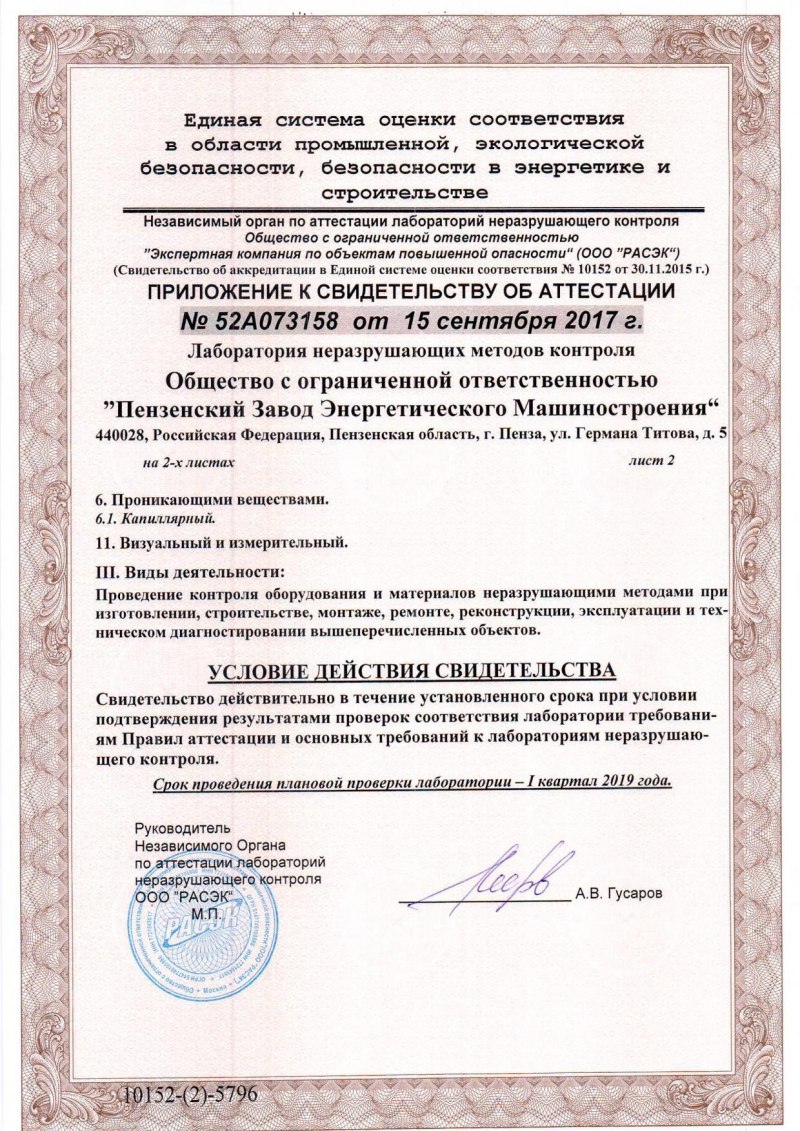 Единая система оценки соответствия
в области промышленной, экологической
безопасности, безопасности в энергетике и
строительстве
Независимый орган по аттестации лабораторий неразрушающего контроля
Общество с ограниченной ответственностью
"Экспертная компания по объектам повышенной опасности“ (ООО "РАСЭК“)
(Свидетельство об аккредитации в Единой системе оценки соответствия № 10152 от 30.11.2015 г.)
ПРИЛОЖЕНИЕ К СВИДЕТЕЛЬСТВУ ОБ АТТЕСТАЦИИ
№ 52А073158 от 15 сентября 2017 г.
Лаборатория неразрушающих методов контроля
Общество с ограниченной ответственностью
”Пензенский Завод Энергетического Машиностроения“
440028, Российская Федерация, Пензенская область, г. Пенза, ул. Германа Титова, д. 5
на 2-х листах лист 2
6. Проникающими веществами.
6.1. Капиллярный.
11. Визуальный и измерительный.
III. Виды деятельности:
Проведение контроля оборудования и материалов неразрушающими методами при
изготовлении, строительстве, монтаже, ремонте, реконструкции, эксплуатации и тех-
ническом диагностировании вышеперечисленных объектов.
УСЛОВИЕ ДЕЙСТВИЯ СВИДЕТЕЛЬСТВА
Свидетельство действительно в течение установленного срока при условии
подтверждения результатами проверок соответствия лаборатории требовани-
ям Правил аттестации и основных требований к лабораториям неразрушаю-
щего контроля.
Срок проведения плановой проверки лаборатории – I квартал 2019 года.
Руководитель
Независимого Органа
по аттестации лабораторий
неразрушающего контроля
ООО "РАСЭК“
М.П.
А.В. Гусаров
РАСЭК
10152-(2)-5796